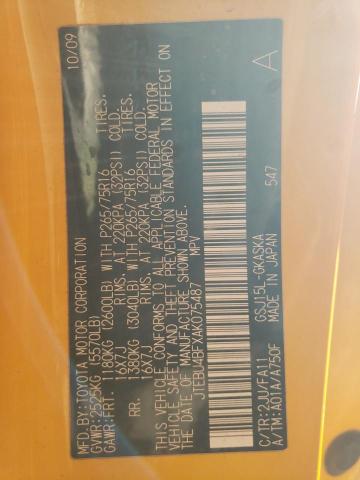 MFD.BY:TOYOTA MOTOR CORPORATION 10/09
GVWR:2525KG (5570LB)
GAWR:FRT. 1180KG (2600LB) WITH P265/75R16 TIRES.
16X7J RIMS. AT 220KPA (32PSI) COLD.
RR. 1380KG (3040LB) WITH P265/75R16 TIRES.
16X7J RIMS. AT 220KPA (32PSI) COLD.
THIS VEHICLE CONFORMS TO ALL APPLICABLE FEDERAL MOTOR
VEHICLE SAFETY AND THEFT PREVENTION STANDARDS IN EFFECT ON
THE DATE OF MANUFACTURE SHOWN ABOVE.
JTEBU4BFXAK075487 MPV
GSJ15L-GKASKA A
C/TR:2JU/FA11
A/TM:A01A/A750F MADE IN JAPAN 547